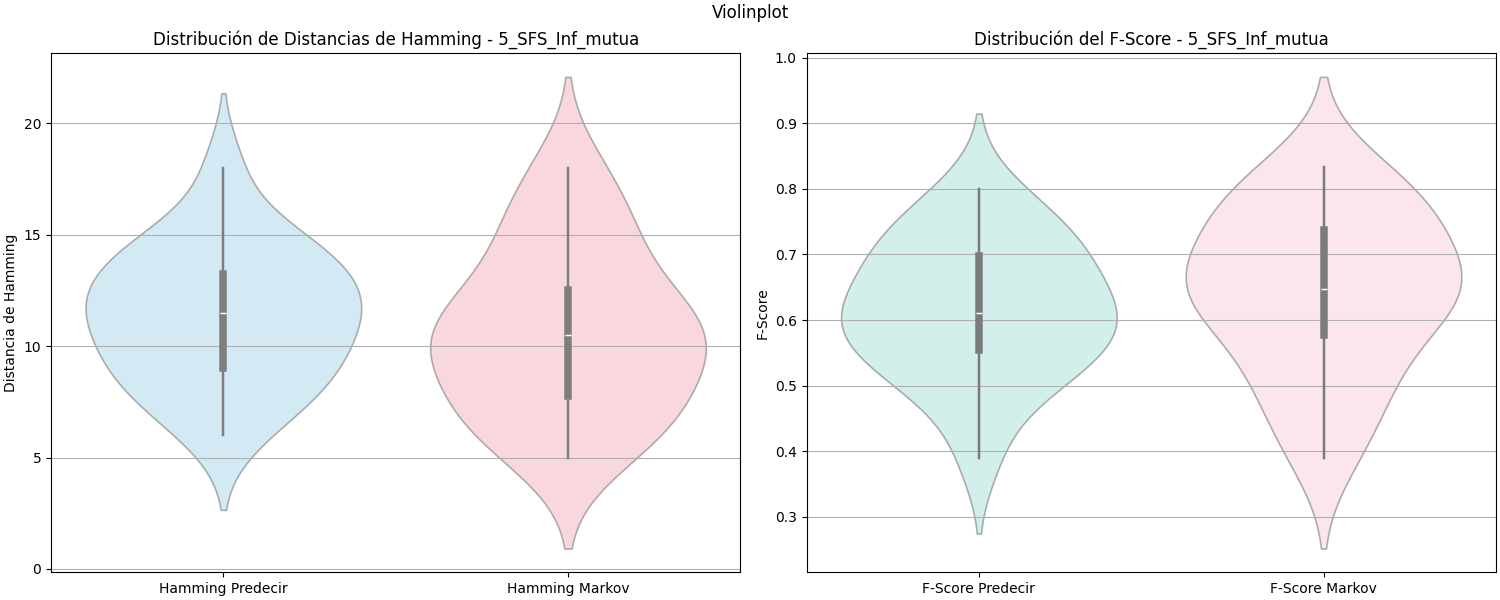 Violinplot
Distribución de Distancias de Hamming - 5_SFS_Inf_mutua
Distancia de Hamming
20
15
10
5
0
Hamming Predecir
Hamming Markov
Distribución del F-Score - 5_SFS_Inf_mutua
F-Score
1.0
0.9
0.8
0.7
0.6
0.5
0.4
0.3
F-Score Predecir
F-Score Markov